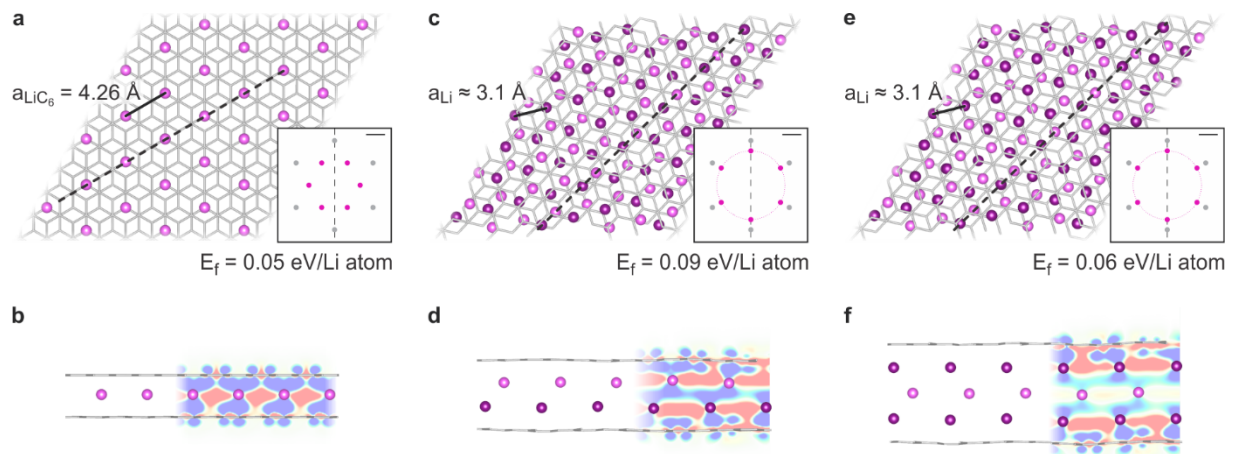 a
c
e
a_LiC₆ = 4.26 Å
a_Li ≈ 3.1 Å
a_Li ≈ 3.1 Å
E_f = 0.05 eV/Li atom
E_f = 0.09 eV/Li atom
E_f = 0.06 eV/Li atom
b
d
f